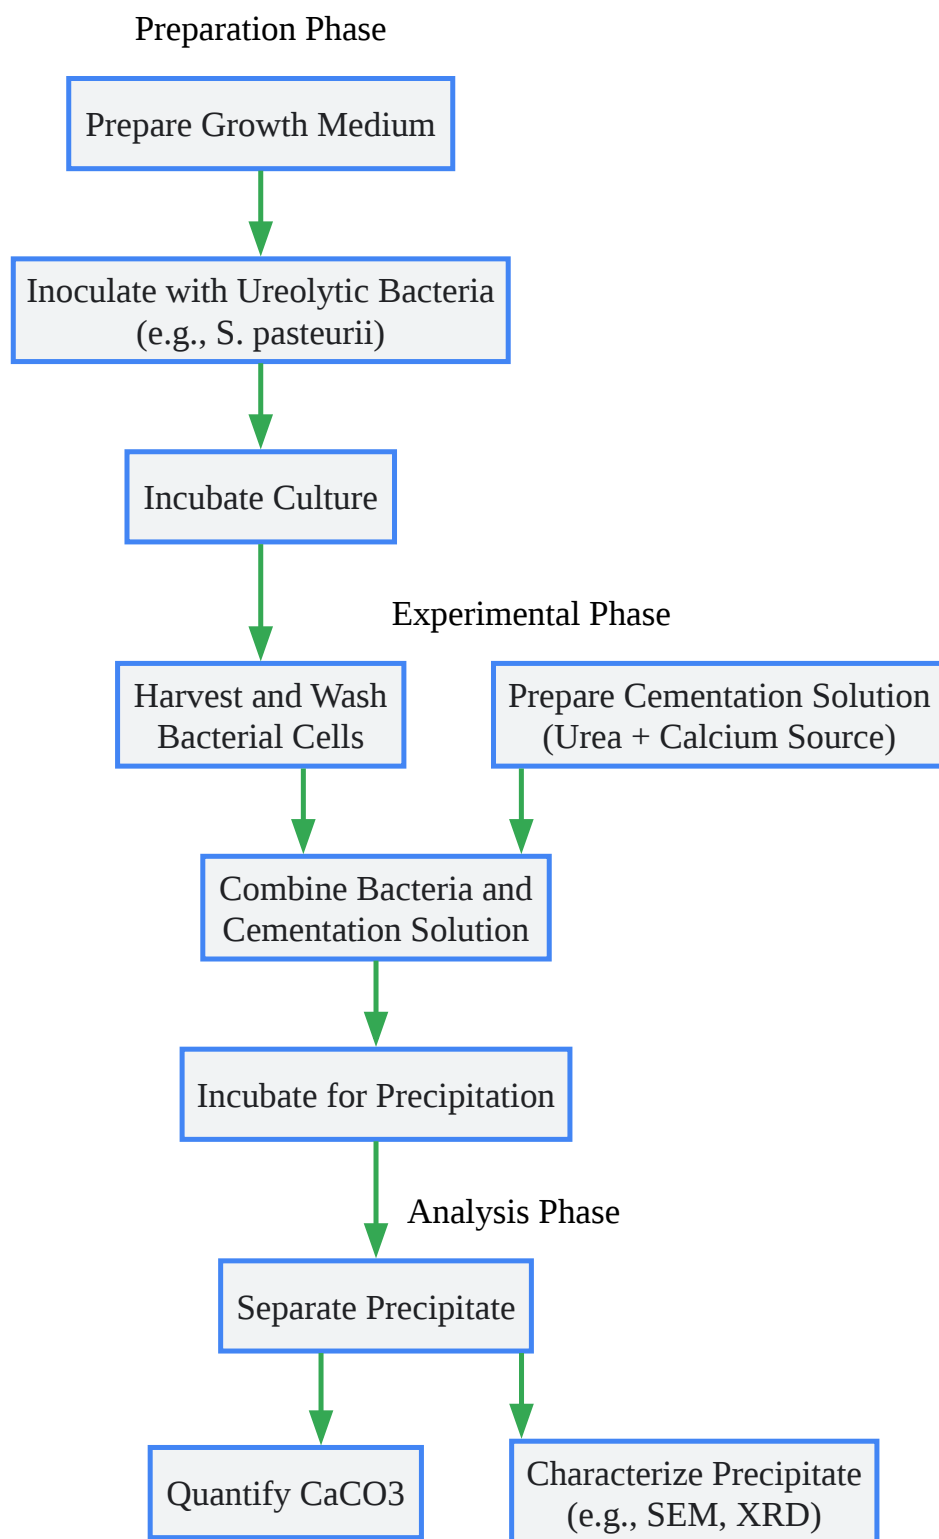 Preparation Phase
Prepare Growth Medium
Inoculate with Ureolytic Bacteria
(e.g., S. pasteurii)
Incubate Culture
Experimental Phase
Harvest and Wash
Bacterial Cells
Prepare Cementation Solution
(Urea + Calcium Source)
Combine Bacteria and
Cementation Solution
Incubate for Precipitation
Analysis Phase
Separate Precipitate
Quantify CaCO3
Characterize Precipitate
(e.g., SEM, XRD)